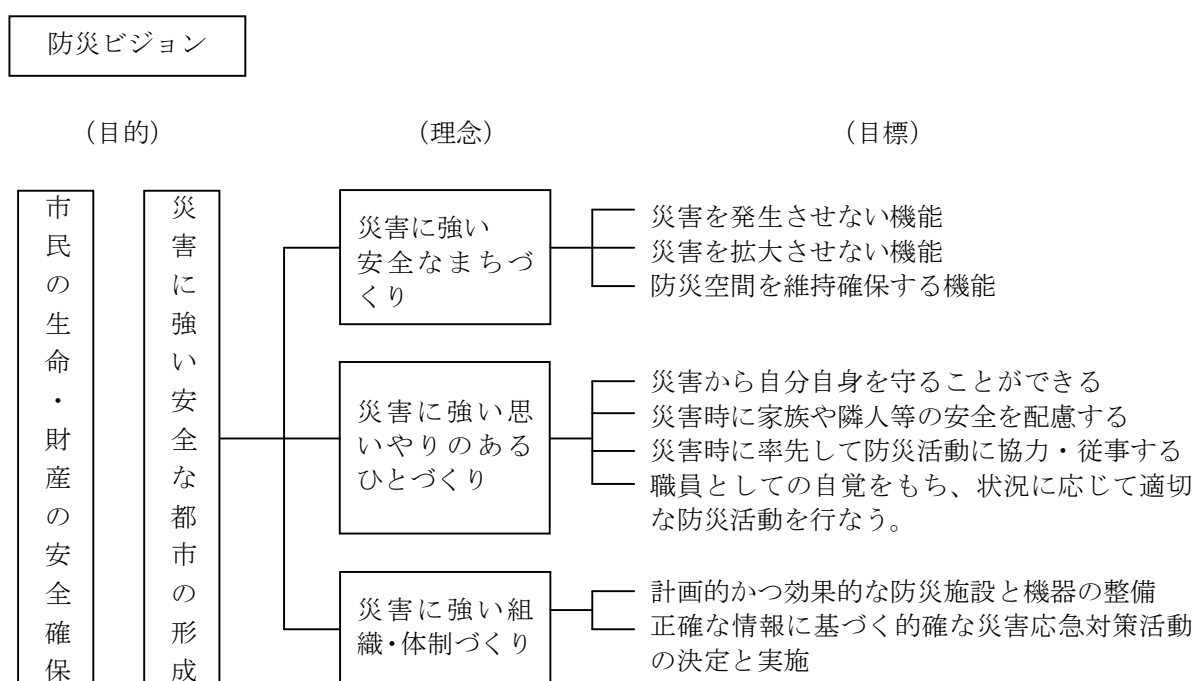 防災ビジョン
(目的)
(理念)
(目標)
市民の生命・財産の安全確保
災害に強い安全な都市の形成
災害に強い
安全なまちづ
くり
災害を発生させない機能
災害を拡大させない機能
防災空間を維持確保する機能
災害に強い思
いやりのある
ひとづくり
災害から自分自身を守ることができる
災害時に家族や隣人等の安全を配慮する
災害時に率先して防災活動に協力・従事する
職員としての自覚をもち、状況に応じて適切
な防災活動を行なう。
災害に強い組
織・体制づくり
計画的かつ効果的な防災施設と機器の整備
正確な情報に基づく的確な災害応急対策活動
の決定と実施